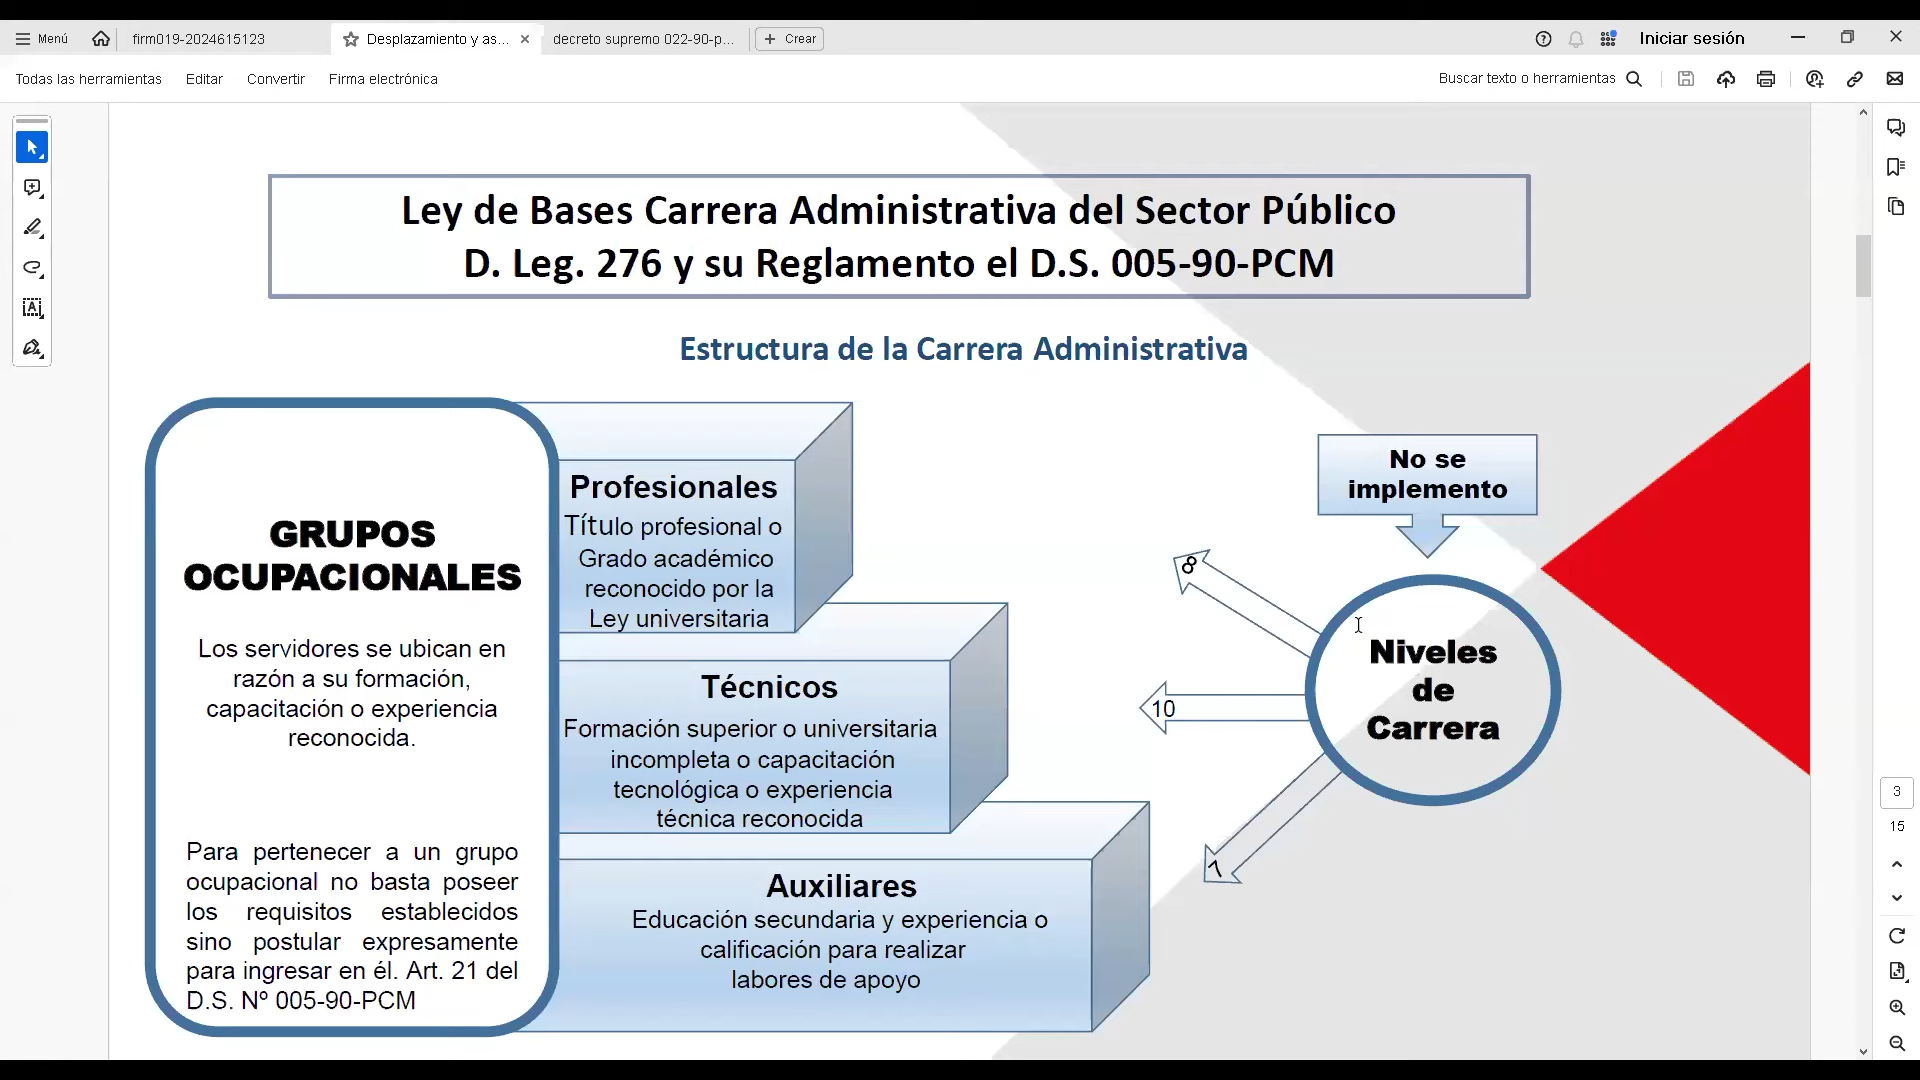 Menú
firm019-2024615123
Desplazamiento y as...
decreto supremo 022-90-p...
Crear
Iniciar sesión
Todas las herramientas
Editar
Convertir
Firma electrónica
Buscar texto o herramientas
Ley de Bases Carrera Administrativa del Sector Público
D. Leg. 276 y su Reglamento el D.S. 005-90-PCM
Estructura de la Carrera Administrativa
GRUPOS
OCUPACIONALES
Los servidores se ubican en
razón a su formación,
capacitación o experiencia
reconocida.
Para pertenecer a un grupo
ocupacional no basta poseer
los requisitos establecidos
sino postular expresamente
para ingresar en él. Art. 21 del
D.S. Nº 005-90-PCM
Profesionales
Título profesional o
Grado académico
reconocido por la
Ley universitaria
Técnicos
Formación superior o universitaria
incompleta o capacitación
tecnológica o experiencia
técnica reconocida
Auxiliares
Educación secundaria y experiencia o
calificación para realizar
labores de apoyo
No se
implemento
8
10
7
Niveles
de
Carrera
3
15